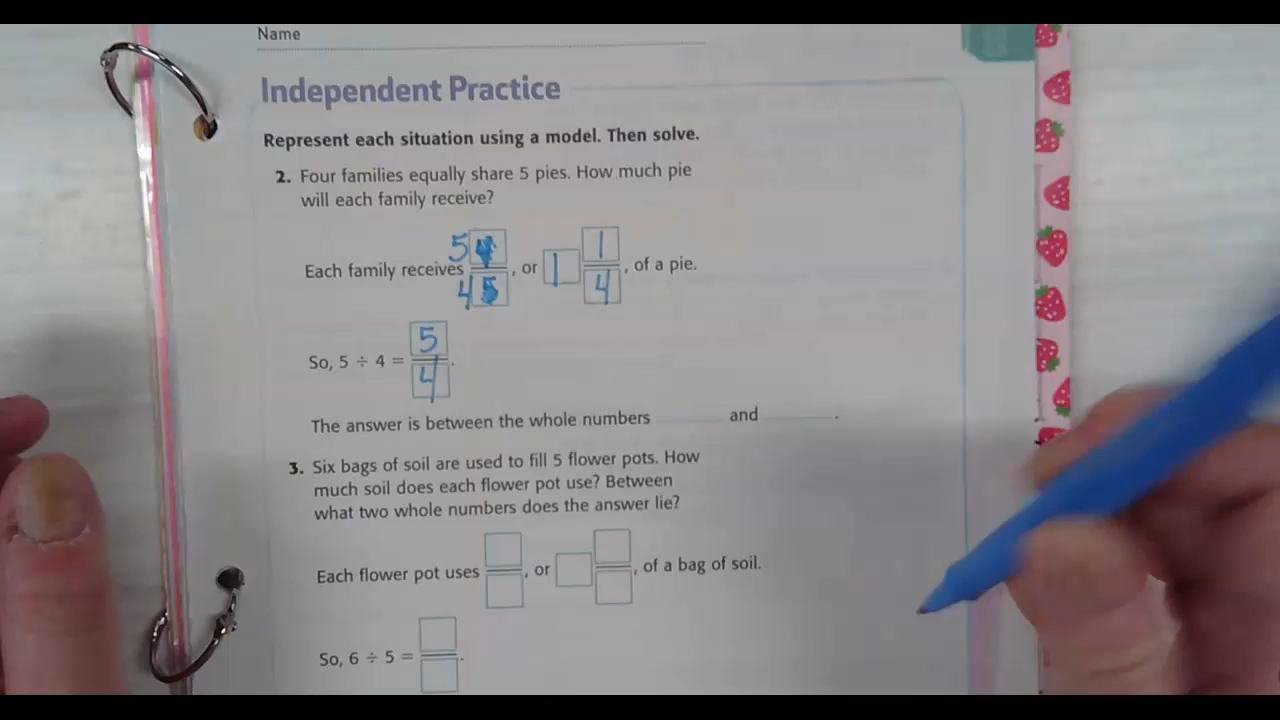 Name
Independent Practice
Represent each situation using a model. Then solve.
2. Four families equally share 5 pies. How much pie
will each family receive?
Each family receives 5/4, or 1 1/4, of a pie.
So, 5 ÷ 4 = 5/4.
The answer is between the whole numbers ____ and ____.
3. Six bags of soil are used to fill 5 flower pots. How
much soil does each flower pot use? Between
what two whole numbers does the answer lie?
Each flower pot uses □/□, or □ □/□, of a bag of soil.
So, 6 ÷ 5 = □/□.